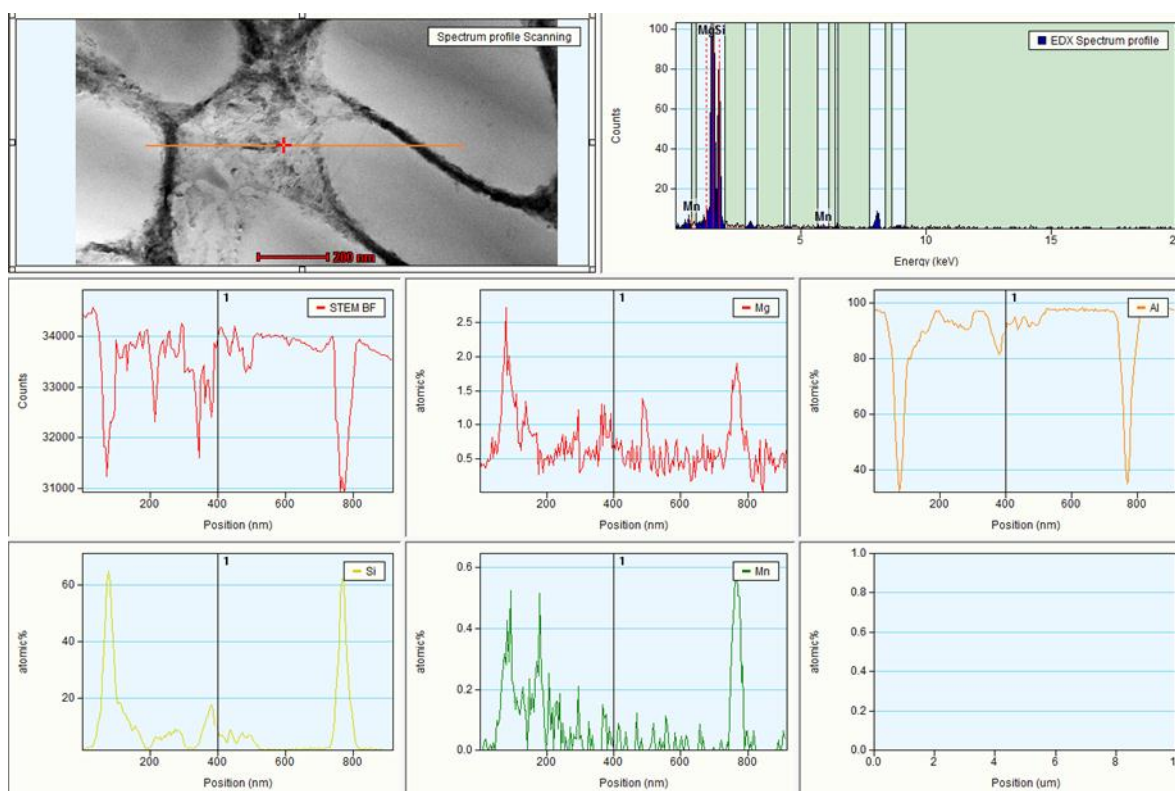 Spectrum profile Scanning
200 nm
100
80
60
40
20
Counts
MgSi
Mn
Mn
EDX Spectrum profile
5
10
15
2
Energy (keV)
1
STEM BF
34000
33000
32000
31000
Counts
200
400
600
800
Position (nm)
1
Mg
2.5
2.0
1.5
1.0
0.5
atomic%
200
400
600
800
Position (nm)
1
Al
100
80
60
40
atomic%
200
400
600
800
Position (nm)
1
Si
60
40
20
atomic%
200
400
600
800
Position (nm)
1
Mn
0.6
0.4
0.2
0.0
atomic%
200
400
600
800
Position (nm)
1.0
0.8
0.6
0.4
0.2
0.0
atomic%
0.0
2
4
6
8
1
Position (um)